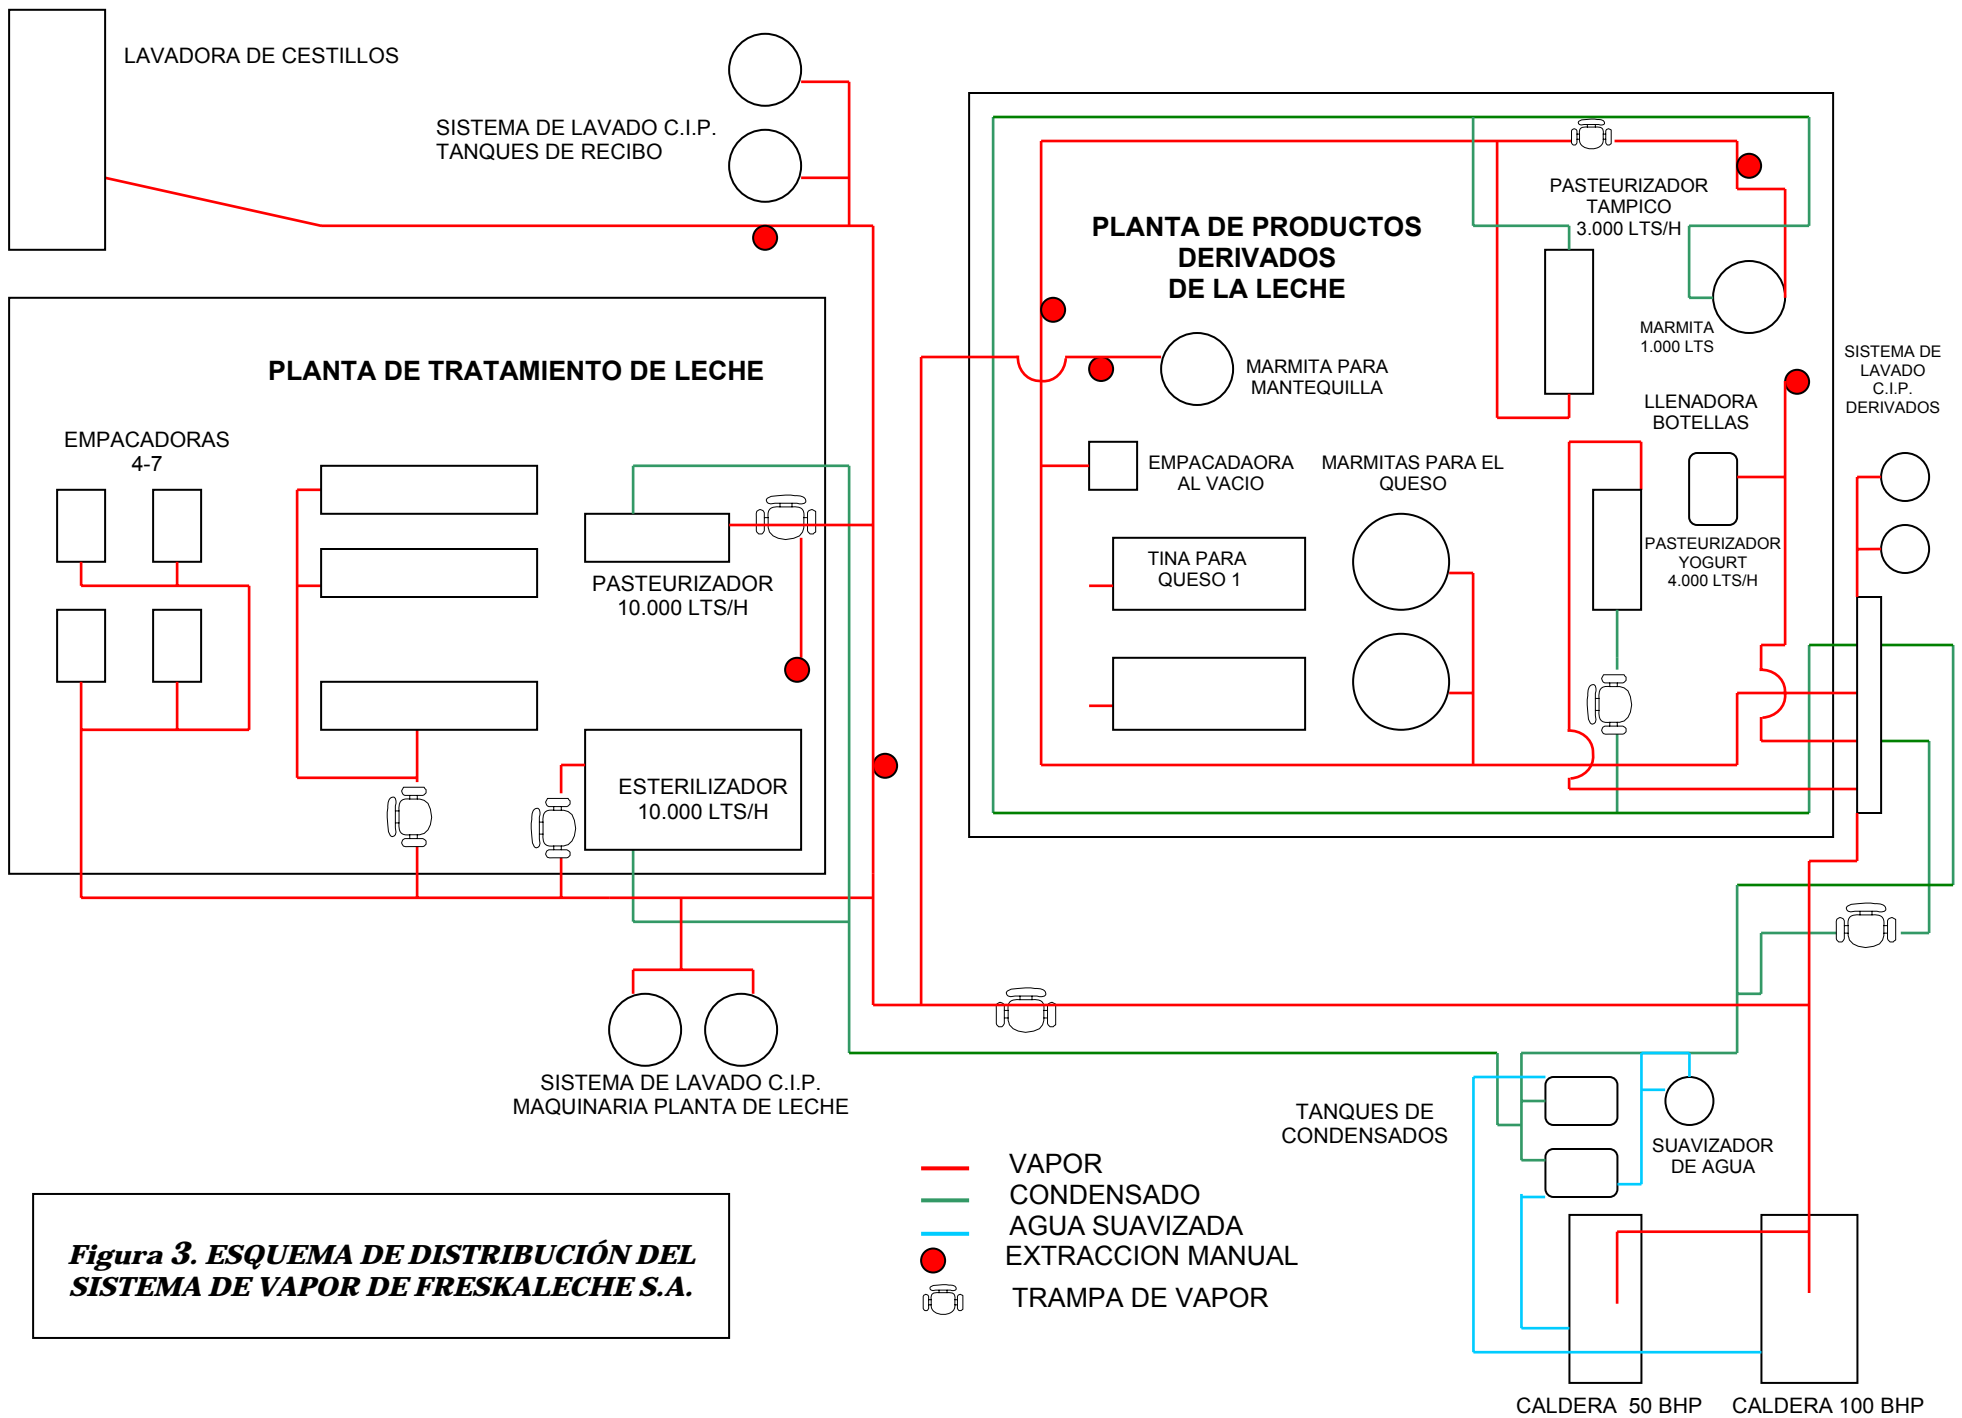 LAVADORA DE CESTILLOS
SISTEMA DE LAVADO C.I.P.
TANQUES DE RECIBO
PLANTA DE PRODUCTOS
DERIVADOS
DE LA LECHE
PASTEURIZADOR
TAMPICO
3.000 LTS/H
MARMITA
1.000 LTS
SISTEMA DE
LAVADO
C.I.P.
DERIVADOS
PLANTA DE TRATAMIENTO DE LECHE
MARMITA PARA
MANTEQUILLA
LLENADORA
BOTELLAS
EMPACADORAS
4-7
EMPACADAORA
AL VACIO
MARMITAS PARA EL
QUESO
TINA PARA
QUESO 1
PASTEURIZADOR
YOGURT
4.000 LTS/H
PASTEURIZADOR
10.000 LTS/H
ESTERILIZADOR
10.000 LTS/H
SISTEMA DE LAVADO C.I.P.
MAQUINARIA PLANTA DE LECHE
TANQUES DE
CONDENSADOS
SUAVIZADOR
DE AGUA
VAPOR
CONDENSADO
AGUA SUAVIZADA
EXTRACCION MANUAL
TRAMPA DE VAPOR
Figura 3. ESQUEMA DE DISTRIBUCIÓN DEL
SISTEMA DE VAPOR DE FRESKALECHE S.A.
CALDERA 50 BHP
CALDERA 100 BHP